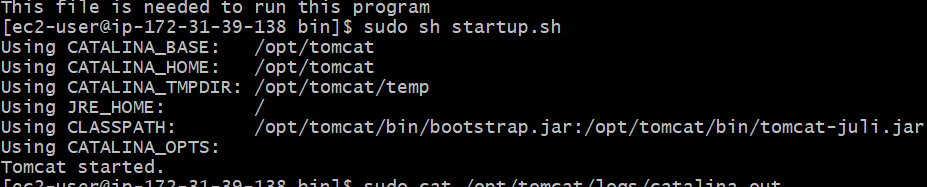 This file is needed to run this program
[ec2-user@ip-172-31-39-138 bin]$ sudo sh startup.sh
Using CATALINA_BASE:   /opt/tomcat
Using CATALINA_HOME:   /opt/tomcat
Using CATALINA_TMPDIR: /opt/tomcat/temp
Using JRE_HOME:        /
Using CLASSPATH:       /opt/tomcat/bin/bootstrap.jar:/opt/tomcat/bin/tomcat-juli.jar
Using CATALINA_OPTS:
Tomcat started.
[ec2-user@ip-172-31-39-138 bin]$ sudo cat /opt/tomcat/logs/catalina.out